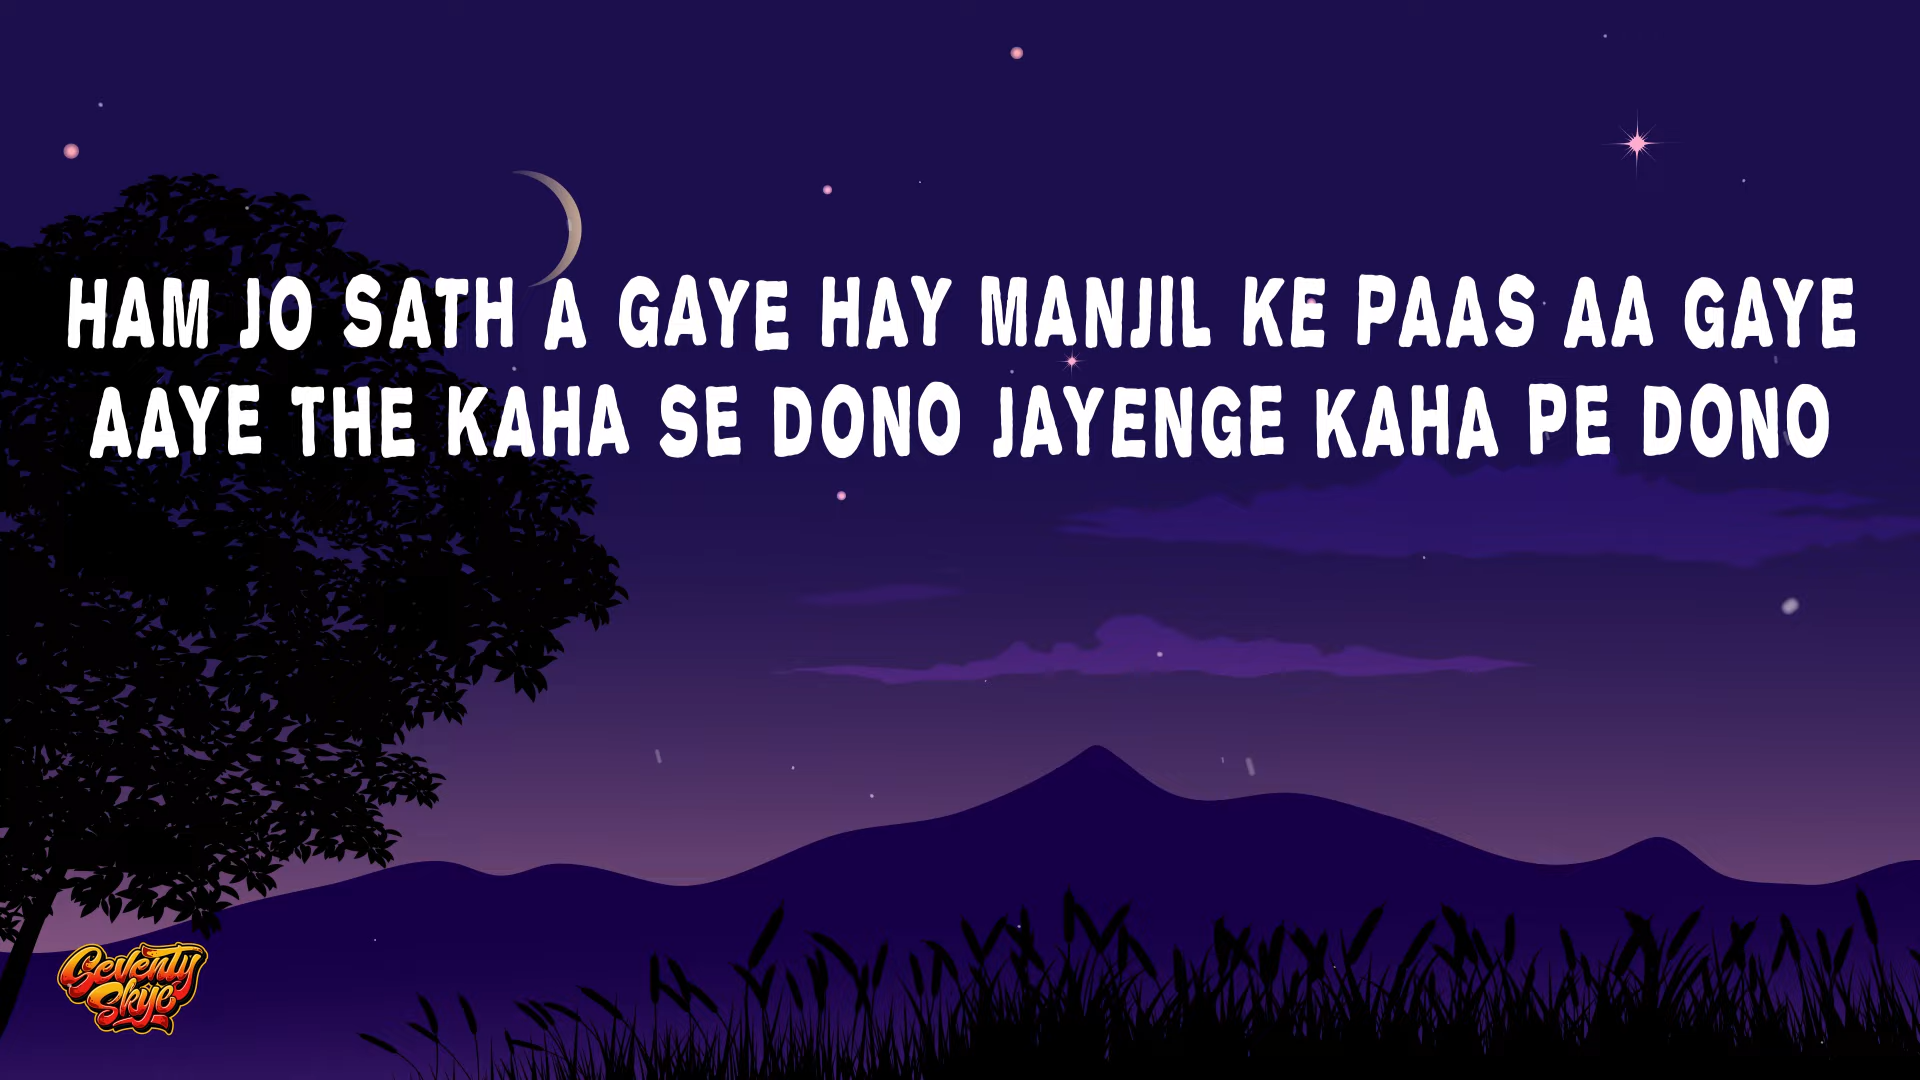 HAM JO SATH A GAYE HAY MANJIL KE PAAS AA GAYE
AAYE THE KAHA SE DONO JAYENGE KAHA PE DONO
Seventy
Skye